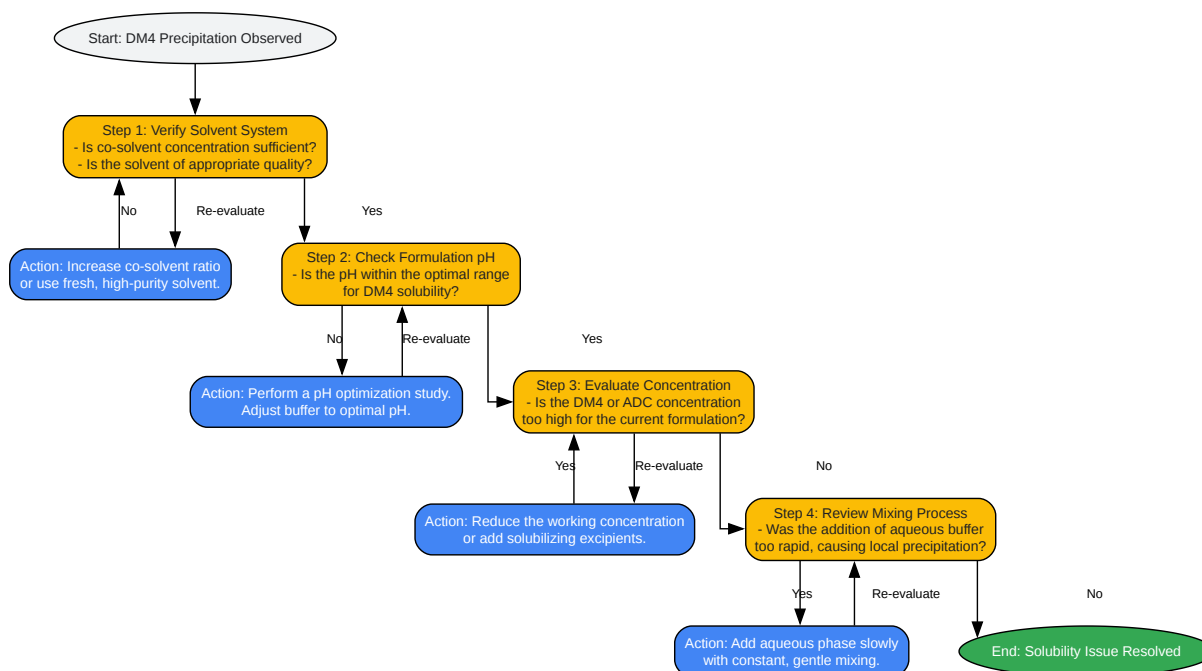 Start: DM4 Precipitation Observed
Step 1: Verify Solvent System
- Is co-solvent concentration sufficient?
- Is the solvent of appropriate quality?
No
Re-evaluate
Yes
Action: Increase co-solvent ratio
or use fresh, high-purity solvent.
Step 2: Check Formulation pH
- Is the pH within the optimal range
for DM4 solubility?
No
Re-evaluate
Yes
Action: Perform a pH optimization study.
Adjust buffer to optimal pH.
Step 3: Evaluate Concentration
- Is the DM4 or ADC concentration
too high for the current formulation?
Yes
Re-evaluate
No
Action: Reduce the working concentration
or add solubilizing excipients.
Step 4: Review Mixing Process
- Was the addition of aqueous buffer
too rapid, causing local precipitation?
Yes
Re-evaluate
No
Action: Add aqueous phase slowly
with constant, gentle mixing.
End: Solubility Issue Resolved